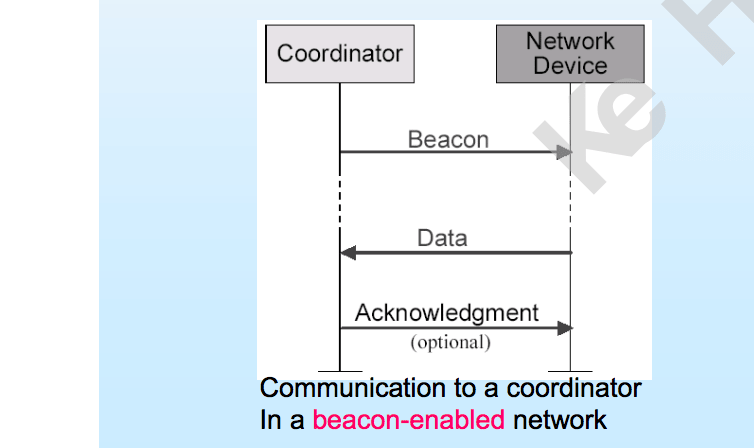 Coordinator
Network
Device
Beacon
Data
Acknowledgment
(optional)
Communication to a coordinator
In a beacon-enabled network
Ke H